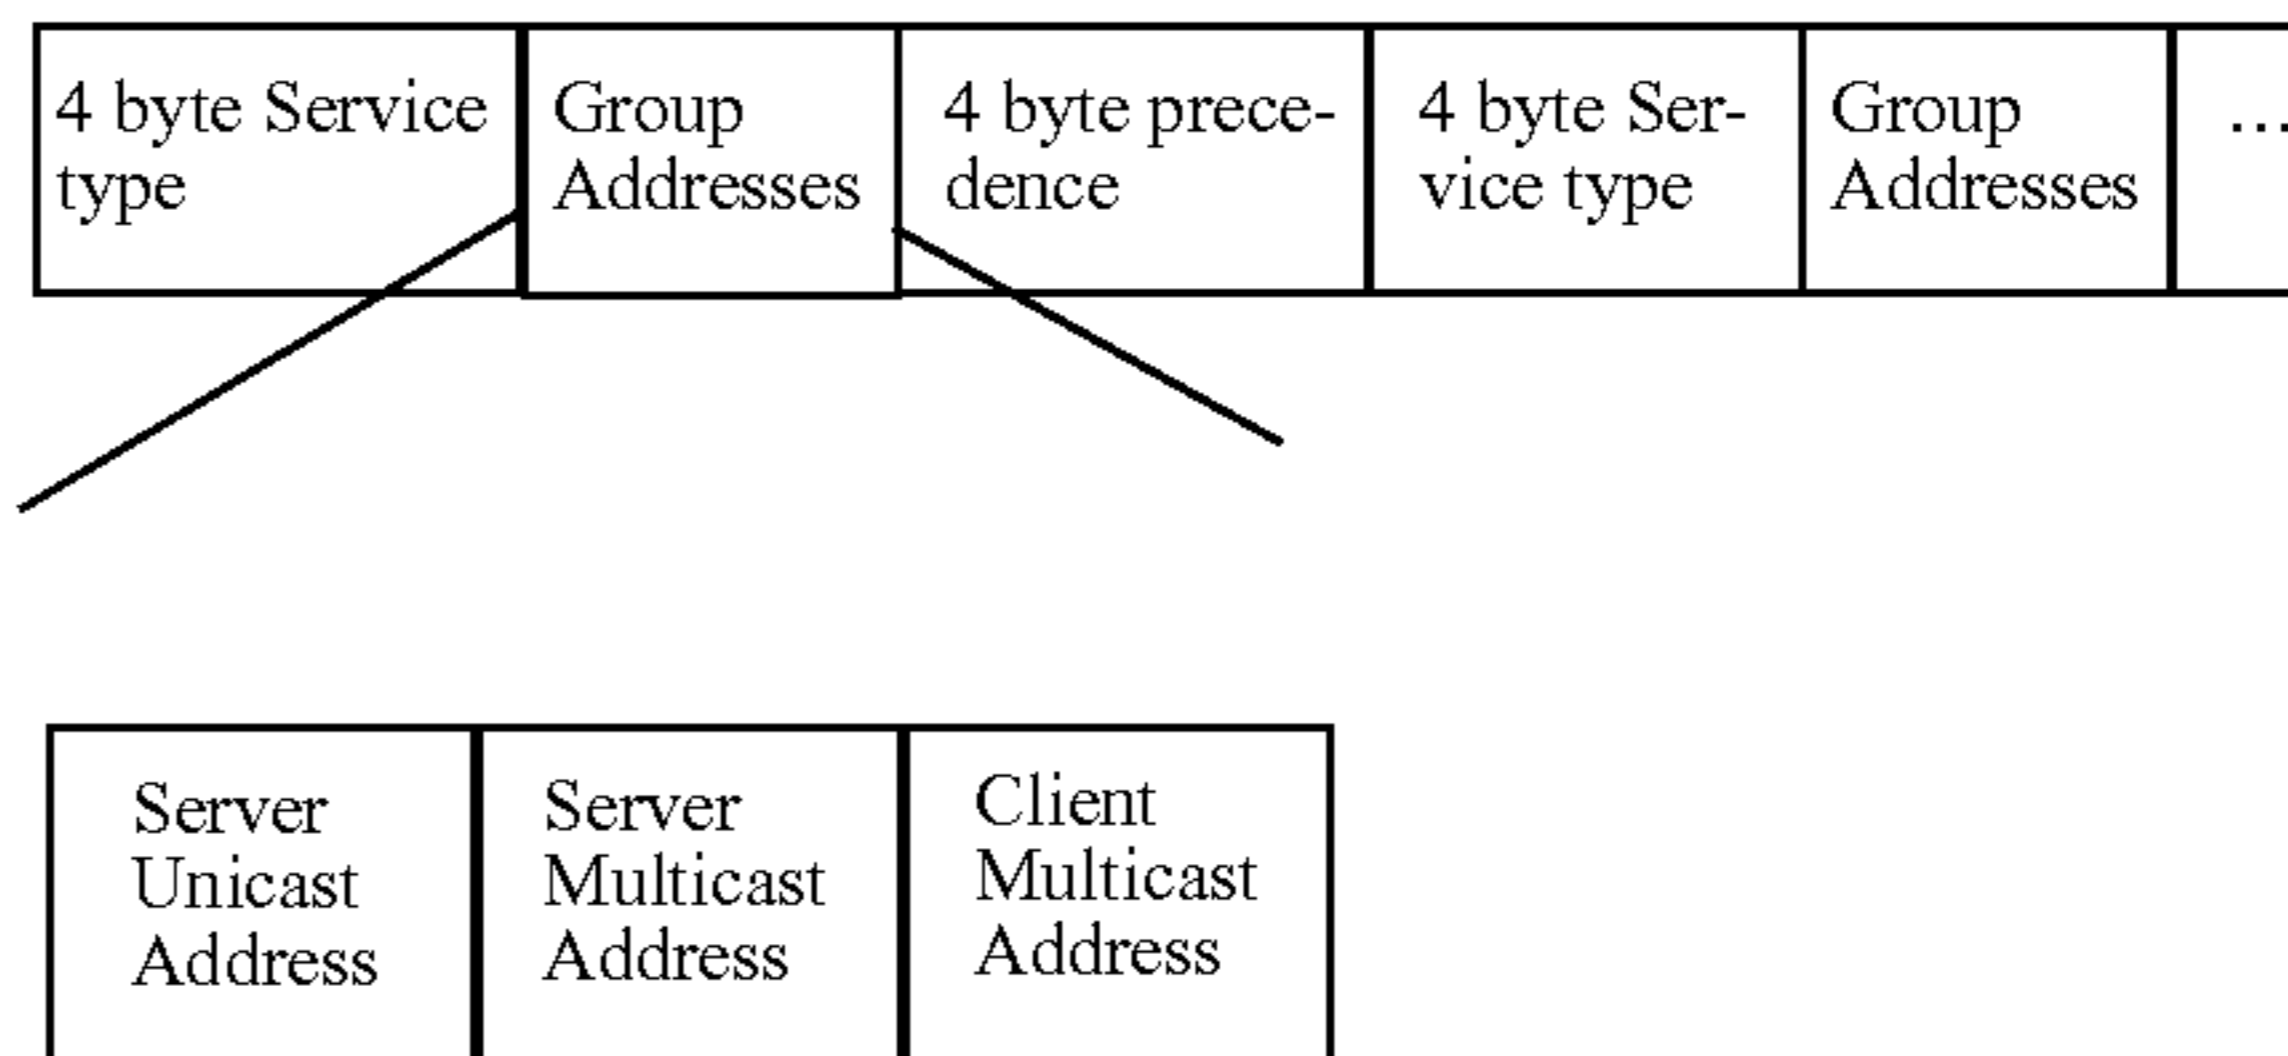 4 byte Service
type
Group
Addresses
4 byte prece-
dence
4 byte Ser-
vice type
Group
Addresses
...
Server
Unicast
Address
Server
Multicast
Address
Client
Multicast
Address